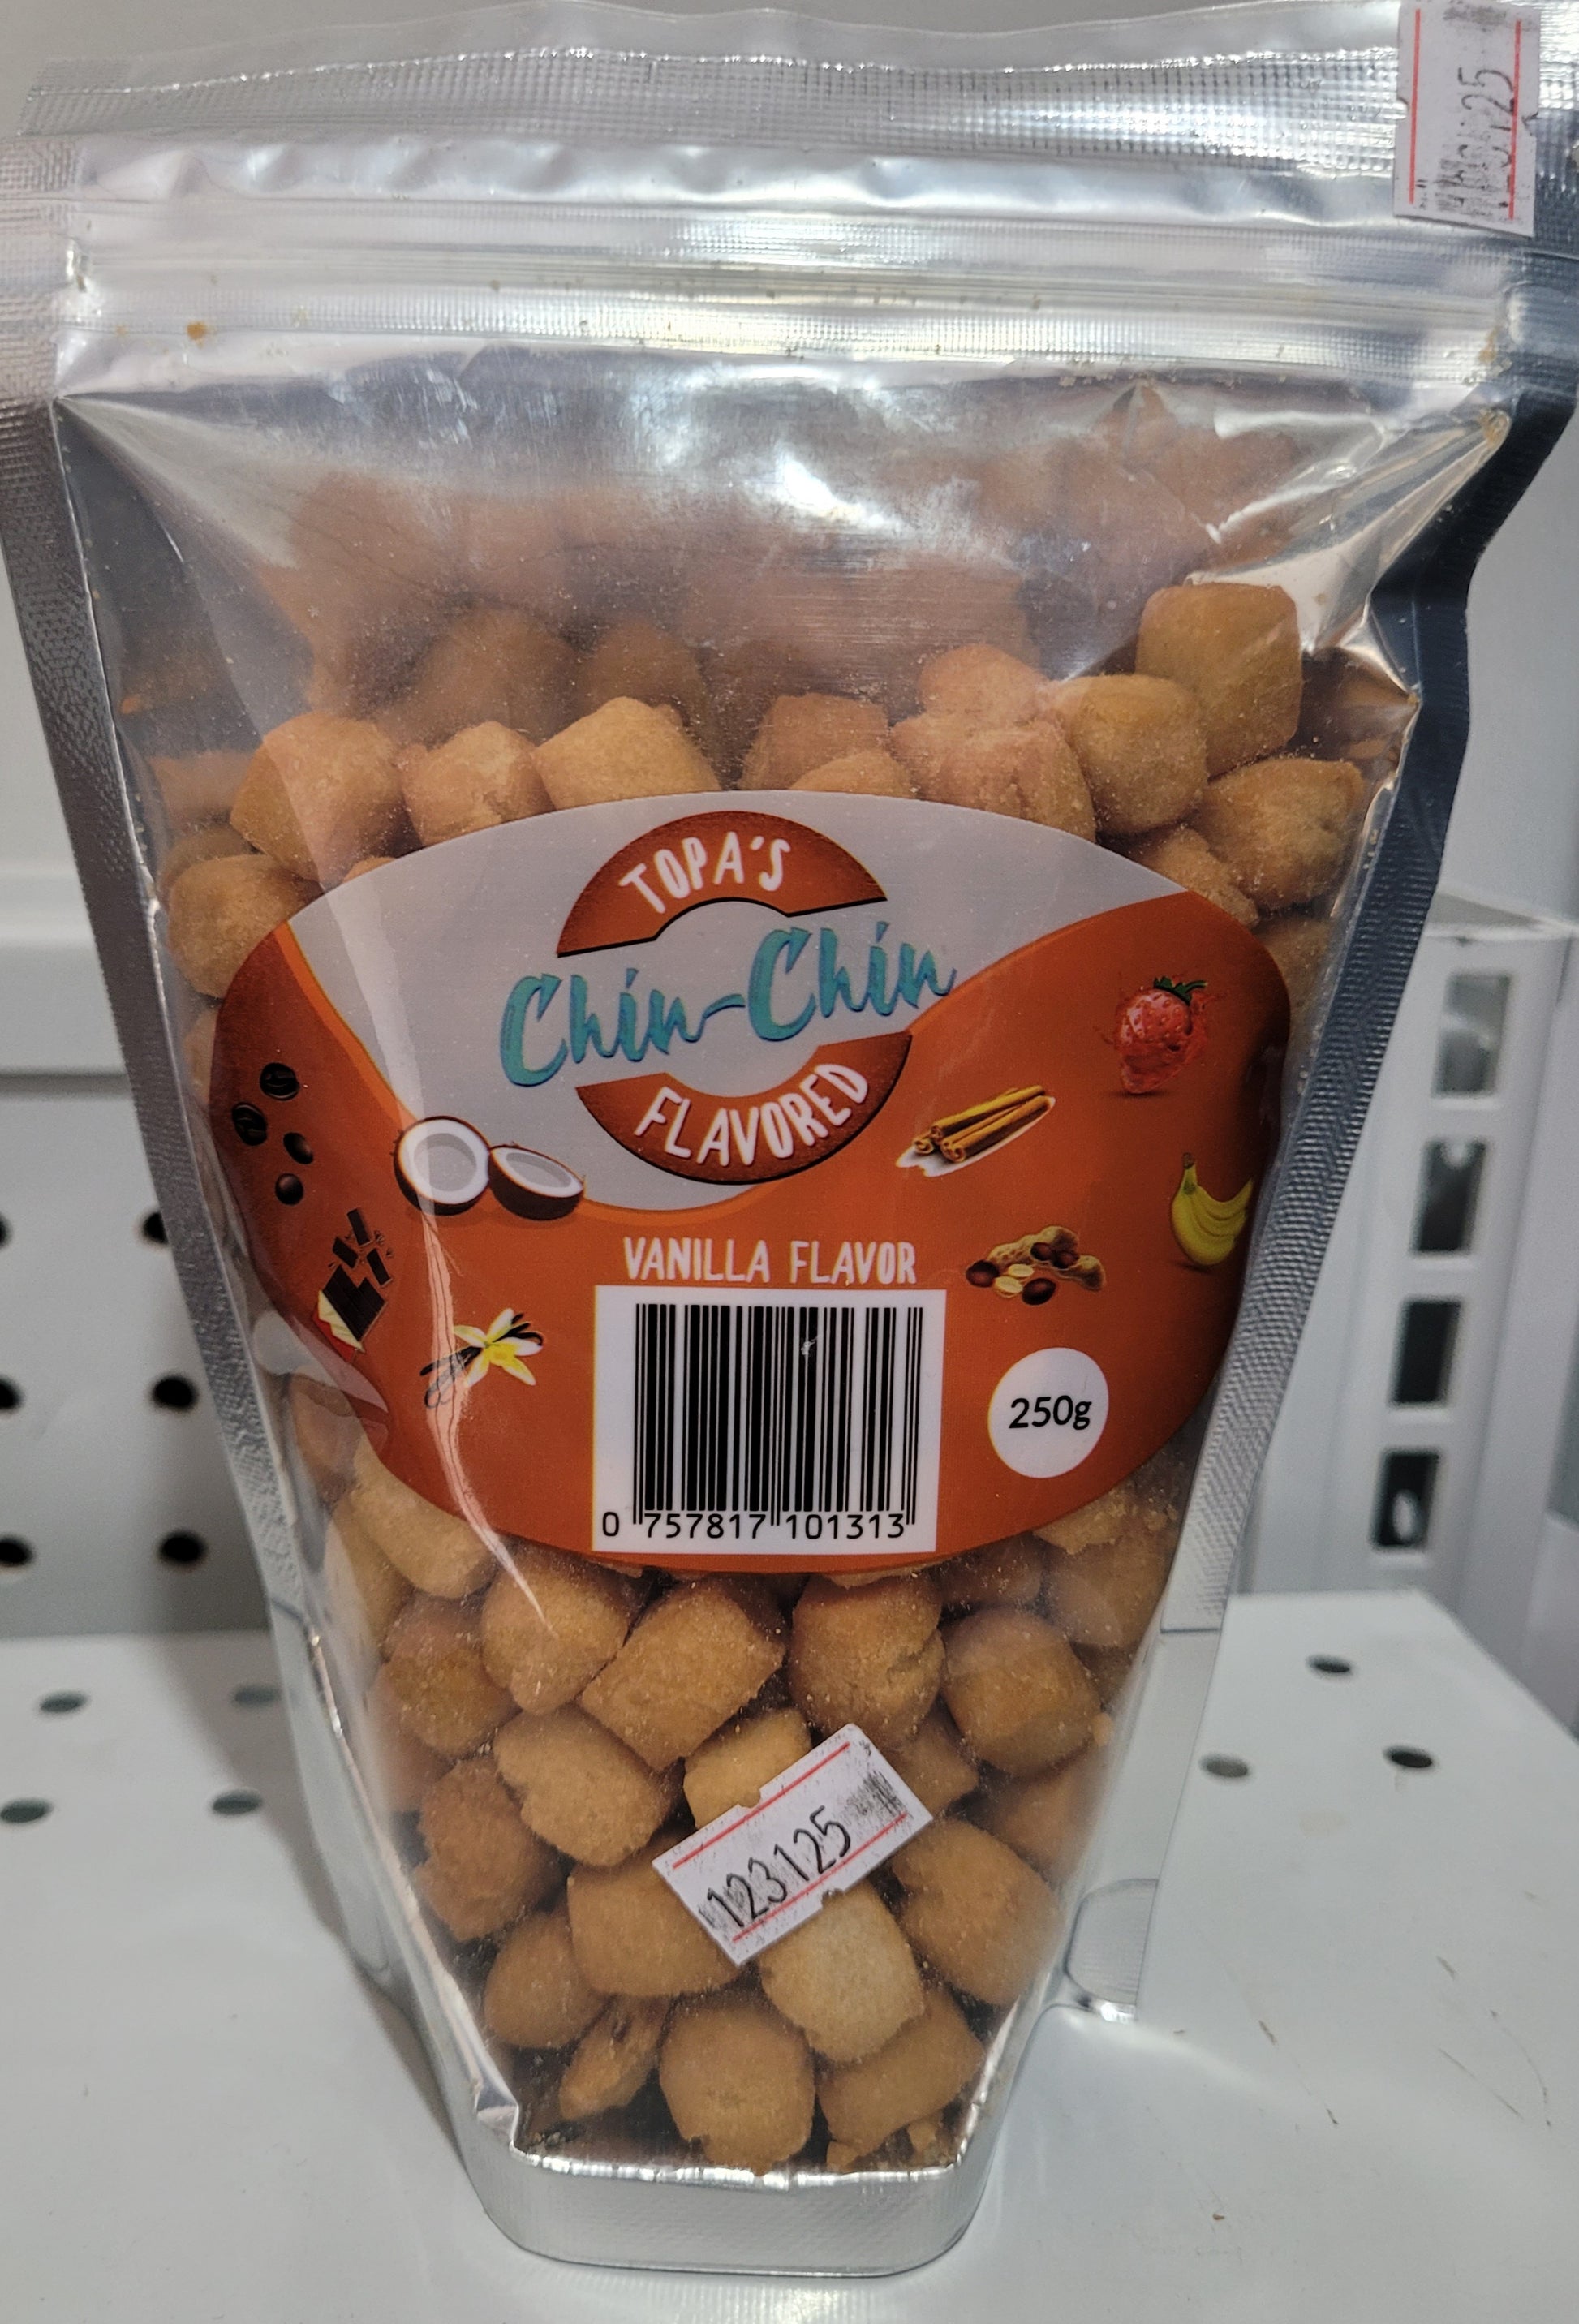 TOPA'S
Chin-Chin
FLAVORED
VANILLA FLAVOR
250g
0 757817 101313
123125